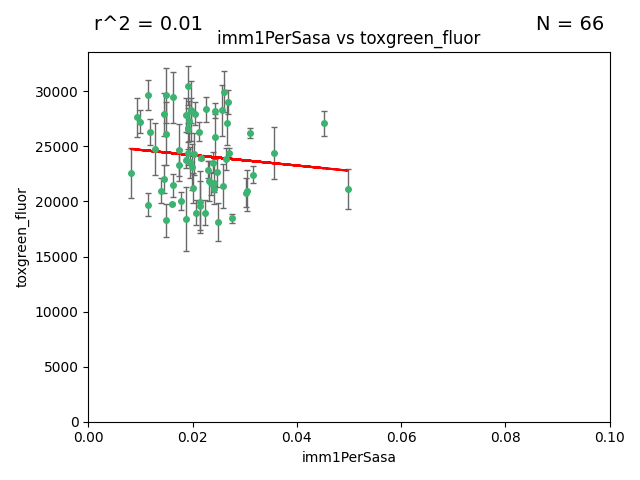 r^2 = 0.01
N = 66
imm1PerSasa vs toxgreen_fluor
30000
25000
20000
15000
10000
5000
0
toxgreen_fluor
0.00
0.02
0.04
0.06
0.08
0.10
imm1PerSasa